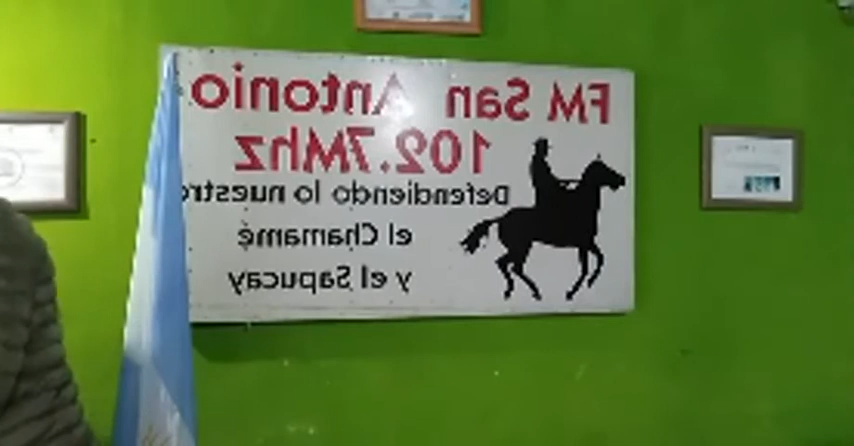 FM San Antonio
102.7Mhz
Defendiendo lo nuestro
el Chamamé
y el Sapucay